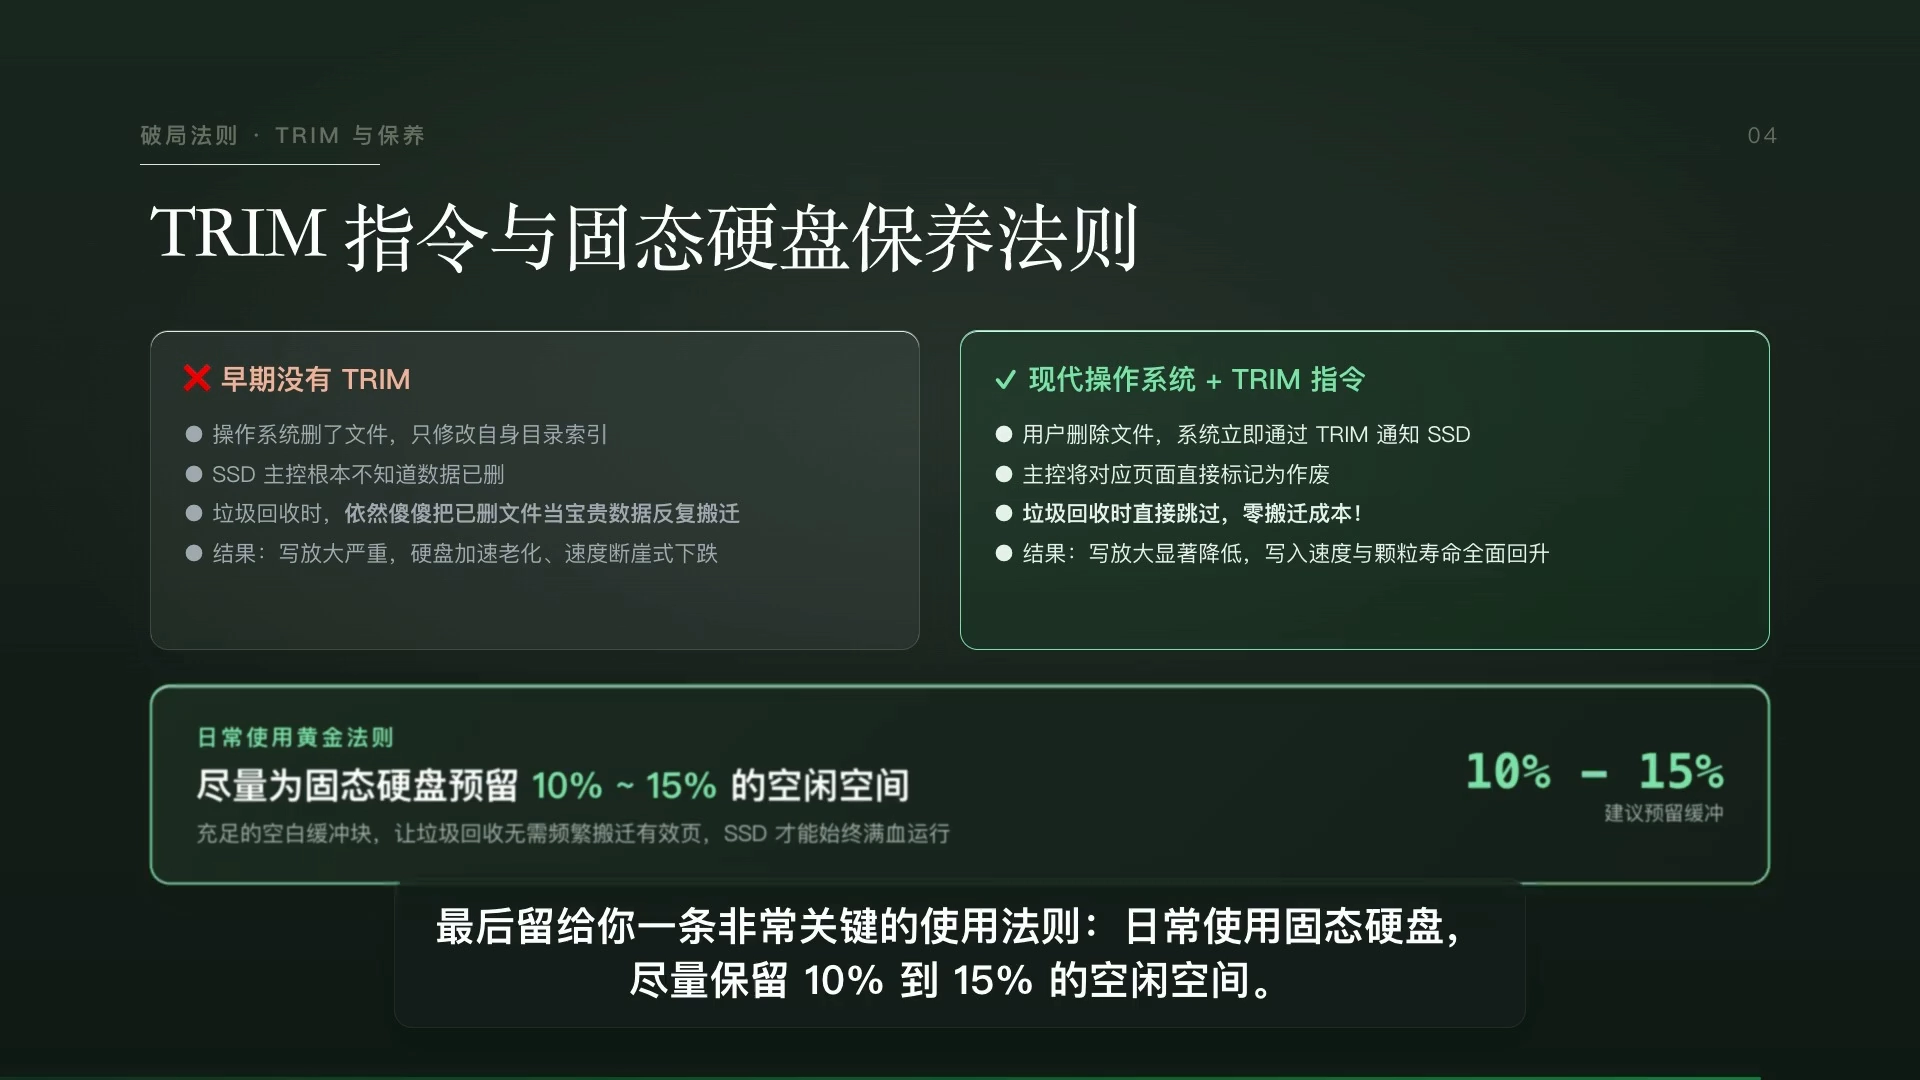 破局法则 · TRIM 与保养
04
TRIM 指令与固态硬盘保养法则
❌ 早期没有 TRIM
● 操作系统删了文件，只修改自身目录索引
● SSD 主控根本不知道数据已删
● 垃圾回收时，依然傻傻把已删文件当宝贵数据反复搬迁
● 结果：写放大严重，硬盘加速老化、速度断崖式下跌
✓ 现代操作系统 + TRIM 指令
● 用户删除文件，系统立即通过 TRIM 通知 SSD
● 主控将对应页面直接标记为作废
● 垃圾回收时直接跳过，零搬迁成本！
● 结果：写放大显著降低，写入速度与颗粒寿命全面回升
日常使用黄金法则
尽量为固态硬盘预留 10% ~ 15% 的空闲空间
充足的空白缓冲块，让垃圾回收无需频繁搬迁有效页，SSD 才能始终满血运行
10% – 15%
建议预留缓冲
最后留给你一条非常关键的使用法则：日常使用固态硬盘，
尽量保留 10% 到 15% 的空闲空间。